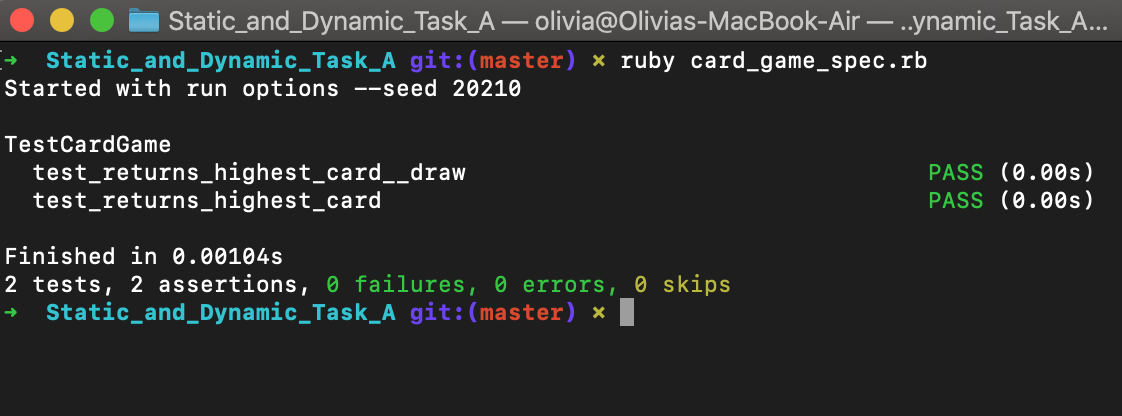 Static_and_Dynamic_Task_A — olivia@Olivias-MacBook-Air — ..ynamic_Task_A...
➜  Static_and_Dynamic_Task_A git:(master) ✗ ruby card_game_spec.rb
Started with run options --seed 20210
TestCardGame
  test_returns_highest_card__draw PASS (0.00s)
  test_returns_highest_card PASS (0.00s)
Finished in 0.00104s
2 tests, 2 assertions, 0 failures, 0 errors, 0 skips
➜  Static_and_Dynamic_Task_A git:(master) ✗